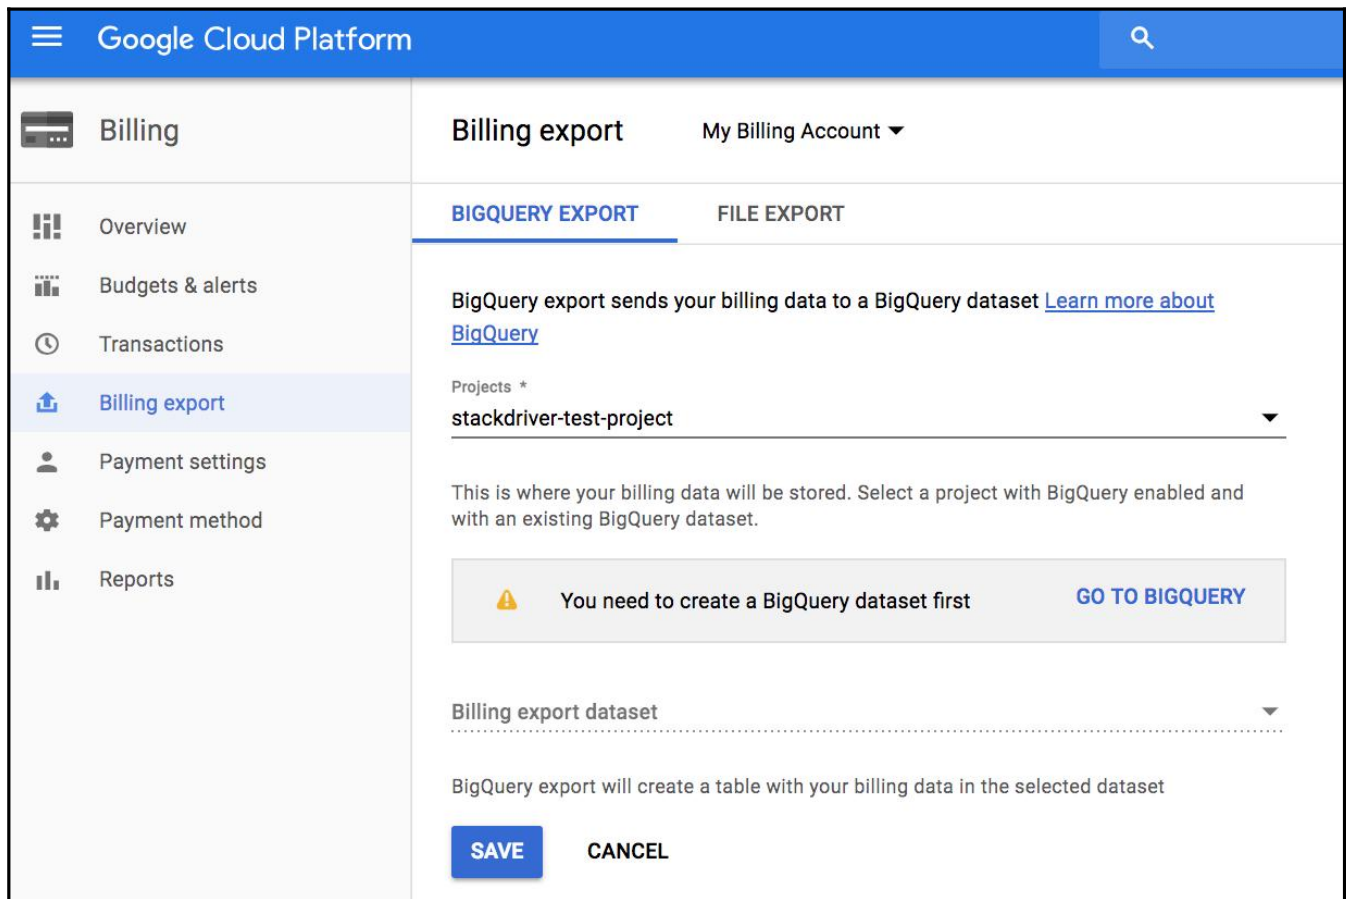 Google Cloud Platform
Billing
Billing export
My Billing Account
Overview
Budgets & alerts
Transactions
Billing export
Payment settings
Payment method
Reports
BIGQUERY EXPORT
FILE EXPORT
BigQuery export sends your billing data to a BigQuery dataset Learn more about
BigQuery
Projects *
stackdriver-test-project
This is where your billing data will be stored. Select a project with BigQuery enabled and
with an existing BigQuery dataset.
You need to create a BigQuery dataset first
GO TO BIGQUERY
Billing export dataset
BigQuery export will create a table with your billing data in the selected dataset
SAVE
CANCEL